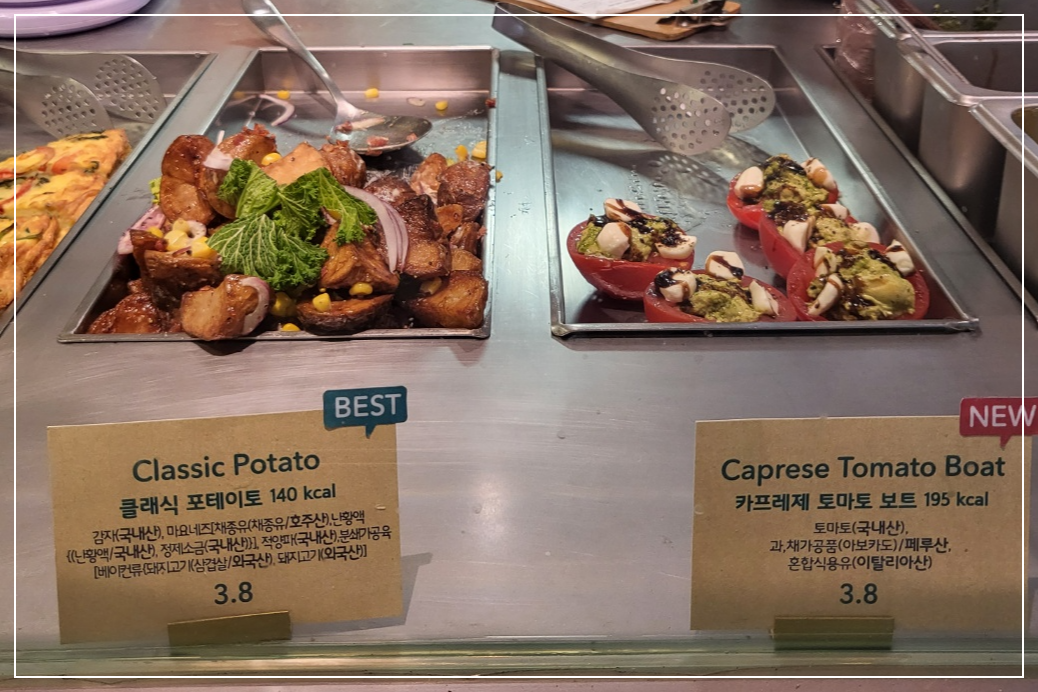 BEST
Classic Potato
클래식 포테이토 140 kcal
감자(국내산), 마요네즈[채종유(채종유/호주산),난황액
{(난황액/국내산), 정제소금(국내산)}], 적양파(국내산),분쇄가공육
[베이컨류(돼지고기(삼겹살/외국산), 돼지고기(외국산)]
3.8
NEW
Caprese Tomato Boat
카프레제 토마토 보트 195 kcal
토마토(국내산),
과,채가공품(아보카도)/페루산,
혼합식용유(이탈리아산)
3.8